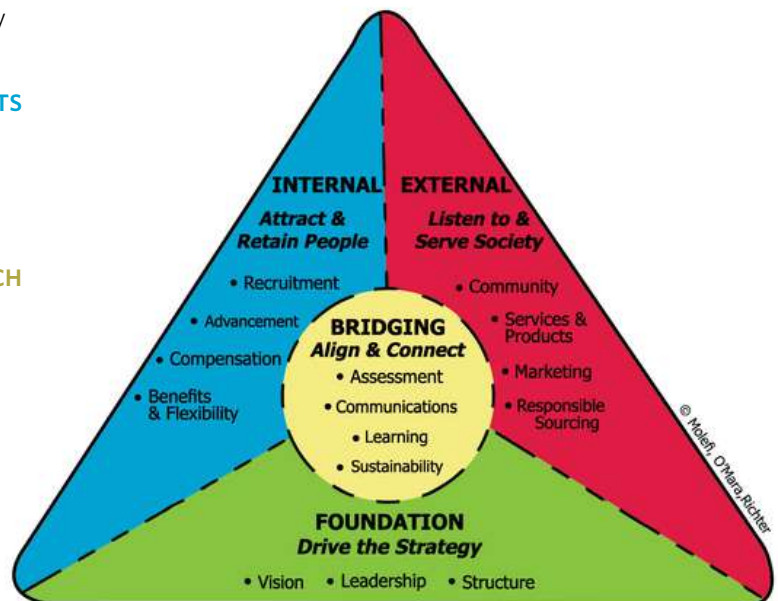 /
TS
CH
INTERNAL
Attract &
Retain People
• Recruitment
• Advancement
• Compensation
• Benefits
& Flexibility
EXTERNAL
Listen to &
Serve Society
• Community
• Services &
Products
• Marketing
• Responsible
Sourcing
BRIDGING
Align & Connect
• Assessment
• Communications
• Learning
• Sustainability
FOUNDATION
Drive the Strategy
• Vision • Leadership • Structure
© Molefi, O'Mara,Richter